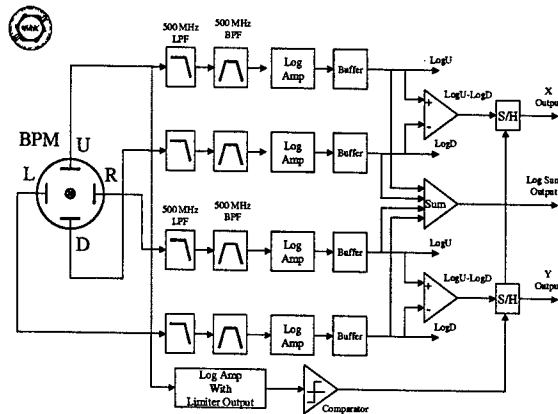 500 MHz
LPF
500 MHz
BPF
Log
Amp
Buffer
LogU
LogU-LogD
X
Output
S/H
BPM
U
L
R
D
Log
Amp
Buffer
LogD
500 MHz
LPF
500 MHz
BPF
Sum
Log Sum
Output
Log
Amp
Buffer
LogU
LogU-LogD
Y
Output
S/H
Log
Amp
Buffer
LogD
Log Amp
With
Limiter Output
Comparator
+
-
+
-